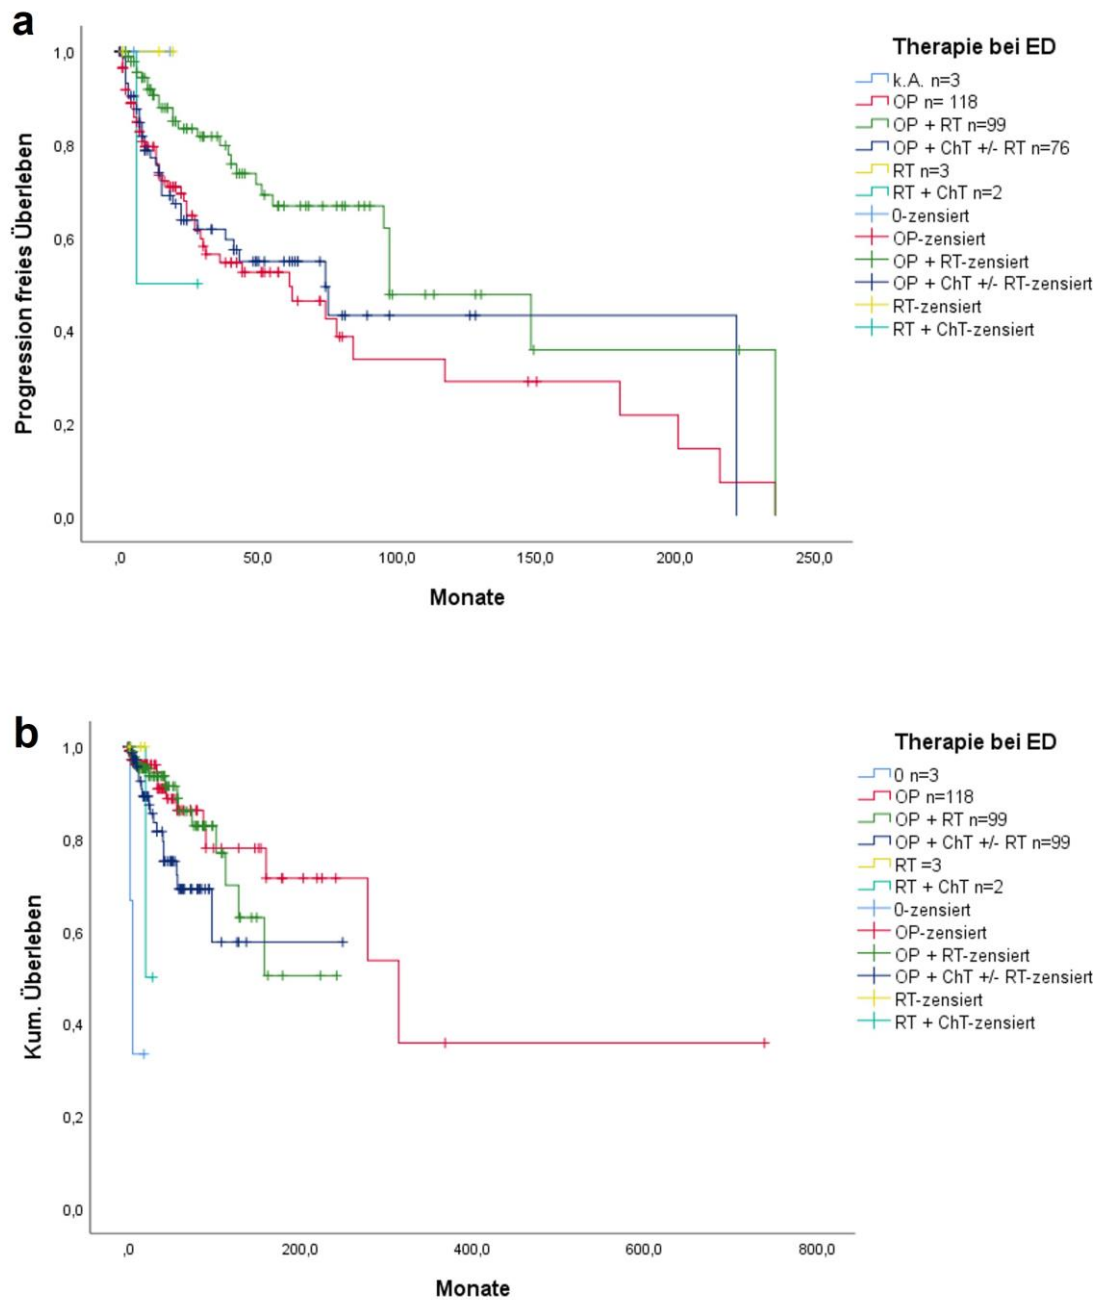 a
Therapie bei ED
k.A. n=3
OP n= 118
OP + RT n=99
OP + ChT +/- RT n=76
RT n=3
RT + ChT n=2
0-zensiert
OP-zensiert
OP + RT-zensiert
OP + ChT +/- RT-zensiert
RT-zensiert
RT + ChT-zensiert
Progression freies Überleben
1,0
0,8
0,6
0,4
0,2
0,0
,0 50,0 100,0 150,0 200,0 250,0
Monate
b
Therapie bei ED
0 n=3
OP n=118
OP + RT n=99
OP + ChT +/- RT n=99
RT =3
RT + ChT n=2
0-zensiert
OP-zensiert
OP + RT-zensiert
OP + ChT +/- RT-zensiert
RT-zensiert
RT + ChT-zensiert
Kum. Überleben
1,0
0,8
0,6
0,4
0,2
0,0
,0 200,0 400,0 600,0 800,0
Monate